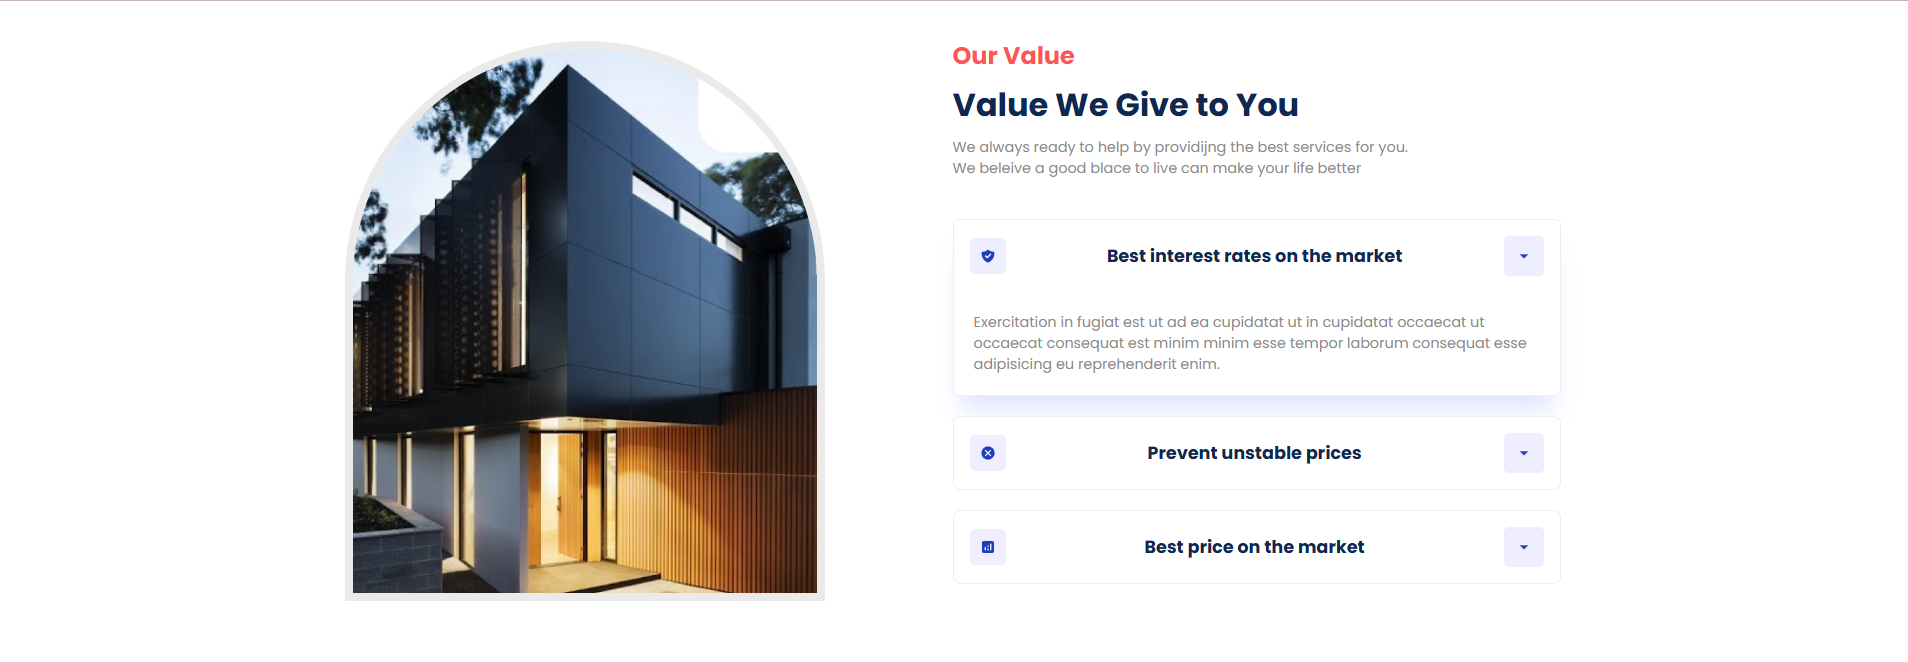 Our Value
Value We Give to You
We always ready to help by providijng the best services for you.
We beleive a good blace to live can make your life better
Best interest rates on the market
Exercitation in fugiat est ut ad ea cupidatat ut in cupidatat occaecat ut
occaecat consequat est minim minim esse tempor laborum consequat esse
adipisicing eu reprehenderit enim.
Prevent unstable prices
Best price on the market